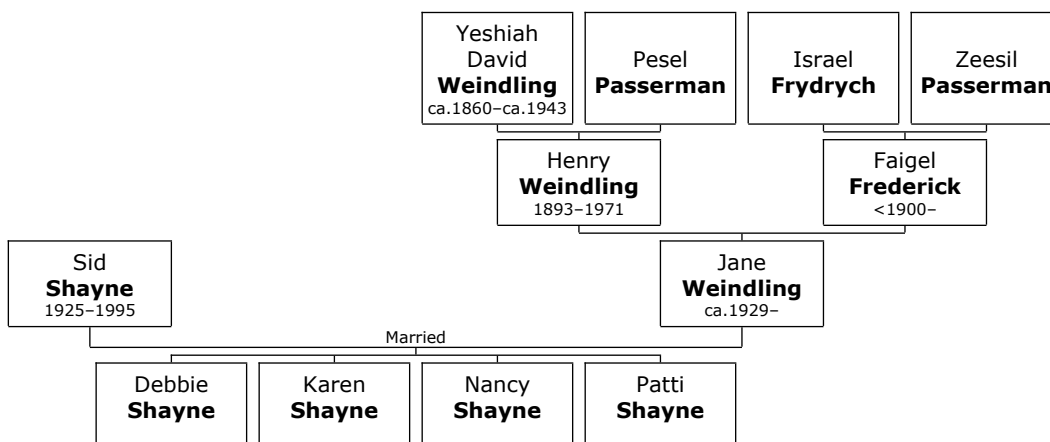 Yeshiah
David
Weindling
ca.1860–ca.1943
Pesel
Passerman
Israel
Frydrych
Zeesil
Passerman
Henry
Weindling
1893–1971
Faigel
Frederick
<1900–
Sid
Shayne
1925–1995
Jane
Weindling
ca.1929–
Married
Debbie
Shayne
Karen
Shayne
Nancy
Shayne
Patti
Shayne